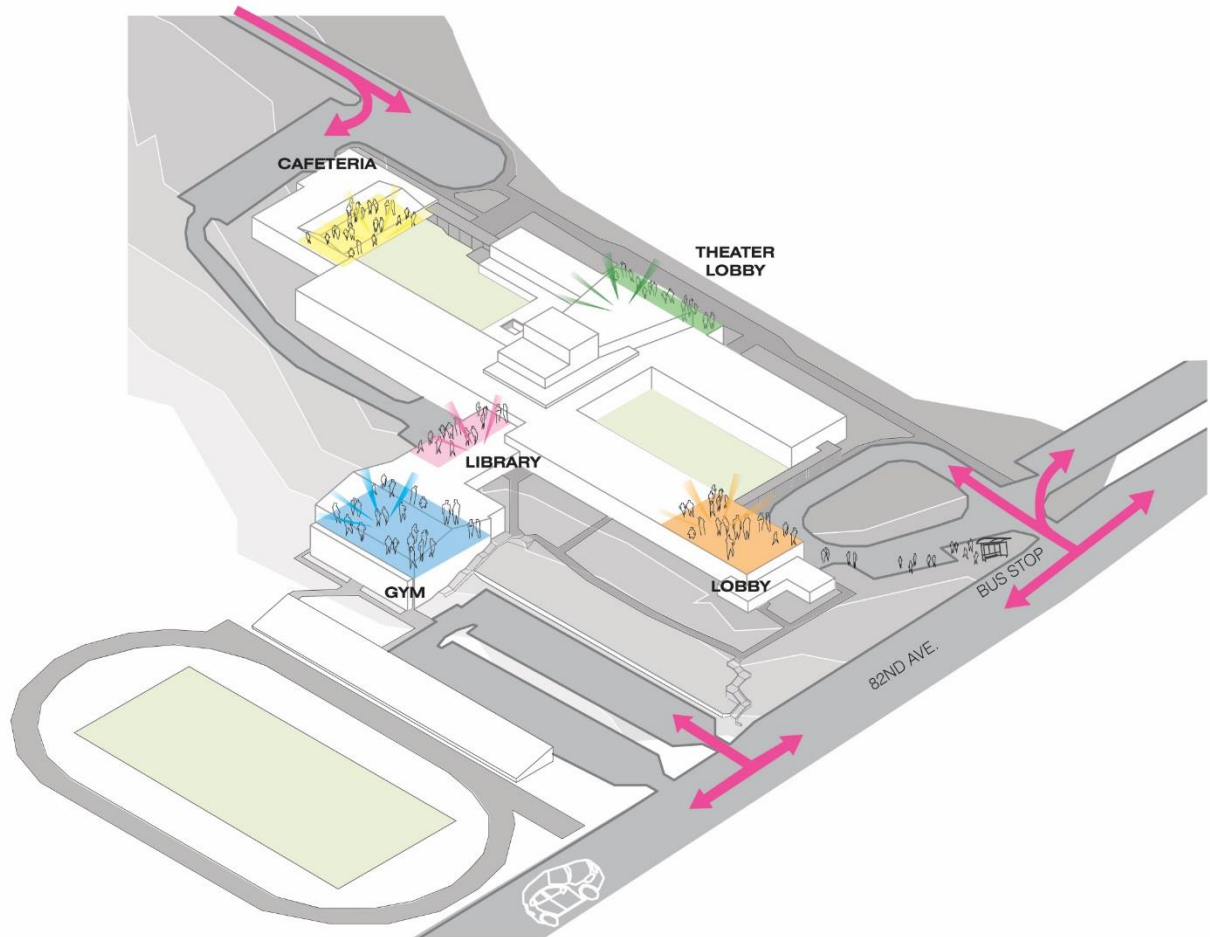 CAFETERIA
THEATER
LOBBY
LIBRARY
GYM
LOBBY
BUS STOP
82ND AVE.